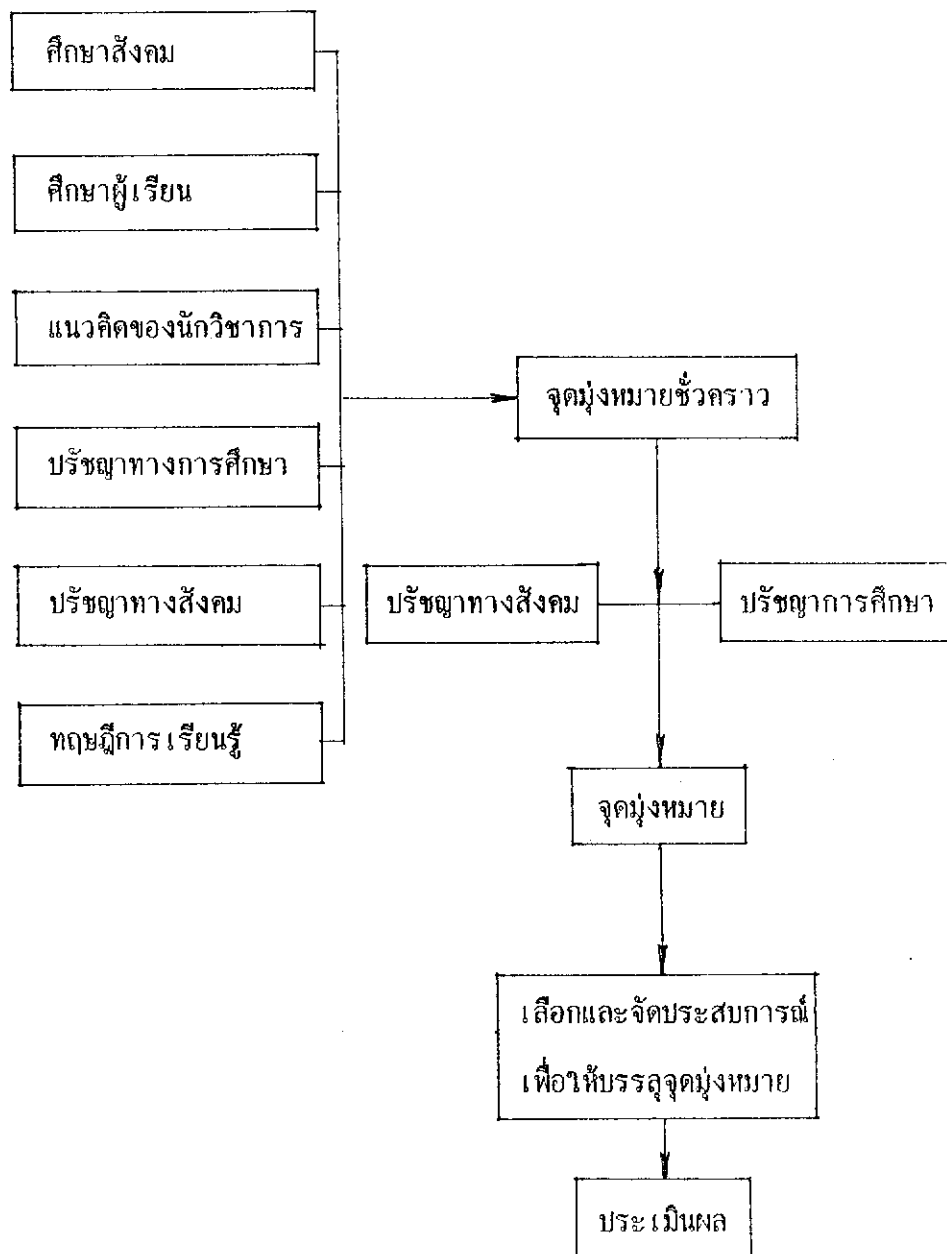 ศึกษาสังคม
ศึกษาผู้เรียน
แนวคิดของนักวิชาการ
จุดมุ่งหมายชั่วคราว
ปรัชญาทางการศึกษา
ปรัชญาทางสังคม
ปรัชญาทางสังคม
ปรัชญาการศึกษา
ทฤษฎีการเรียนรู้
จุดมุ่งหมาย
เลือกและจัดประสบการณ์
เพื่อให้บรรลุจุดมุ่งหมาย
ประเมินผล